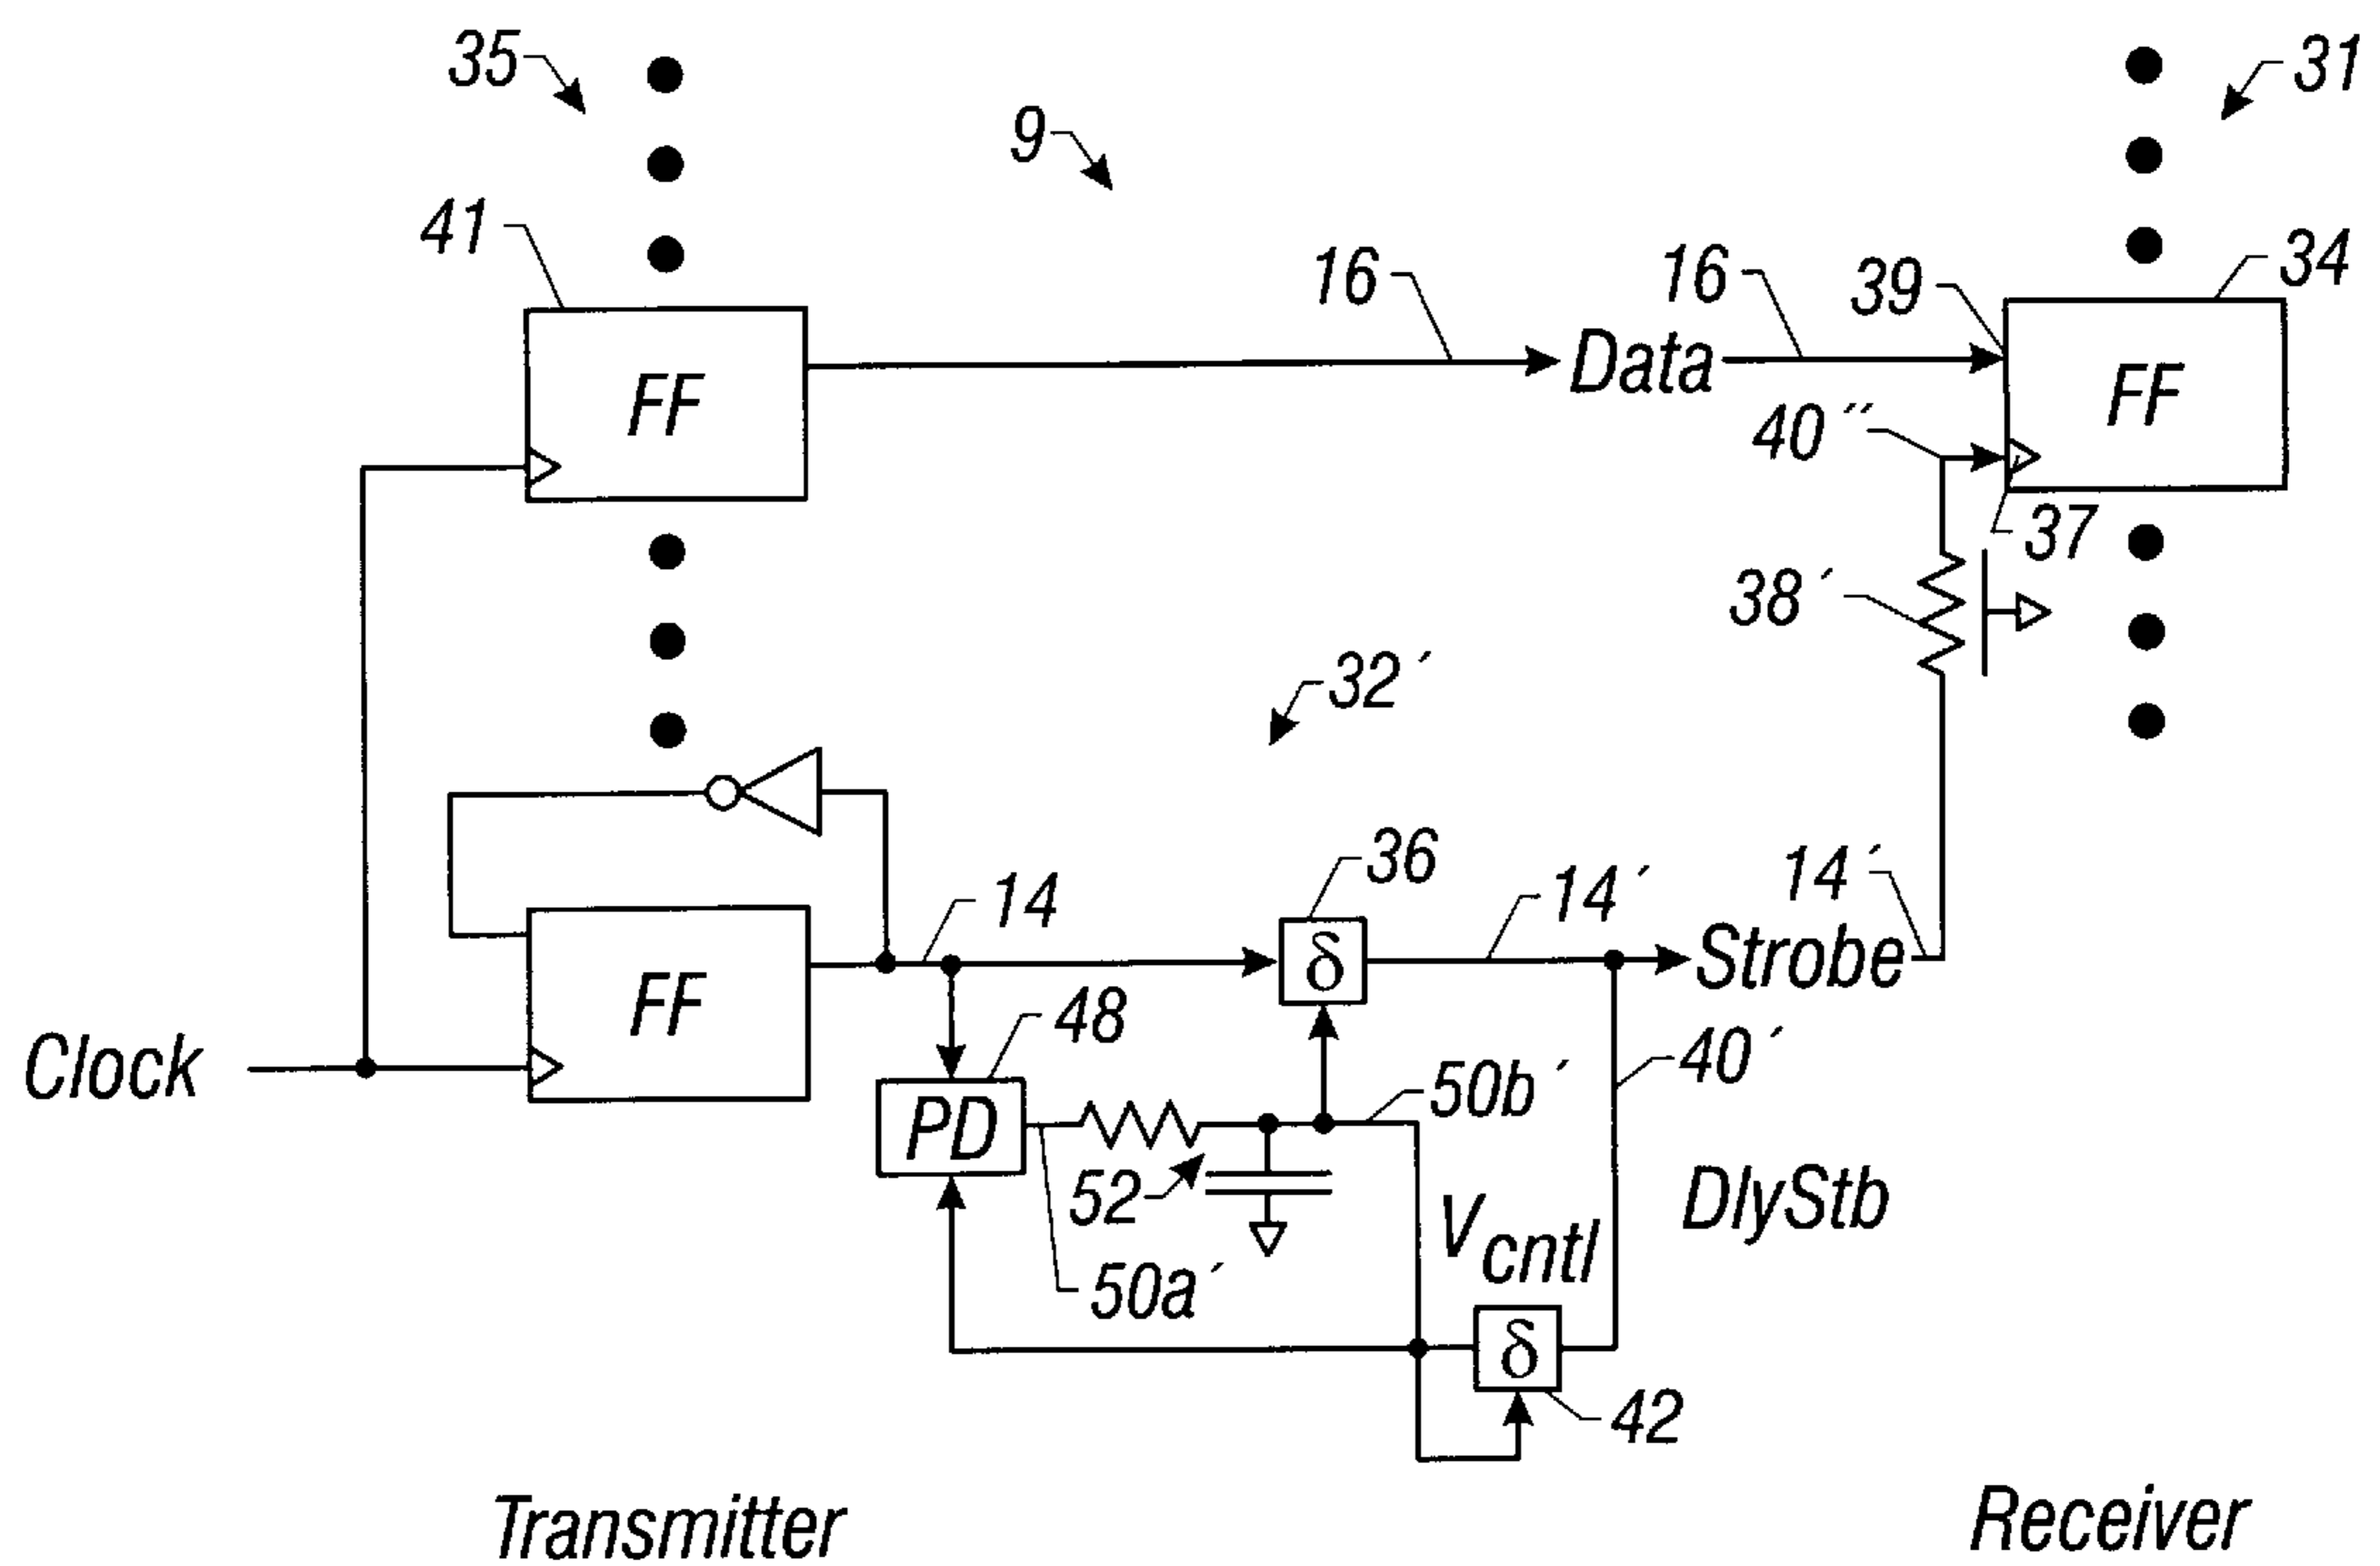 35
31
9
41
16
16
39
34
FF
Data
FF
40´´
37
38´
32´
36
14
14´
14´
δ
Strobe
FF
48
40´
Clock
50b´
PD
52
DlyStb
Vcntl
50a´
δ
42
Transmitter
Receiver